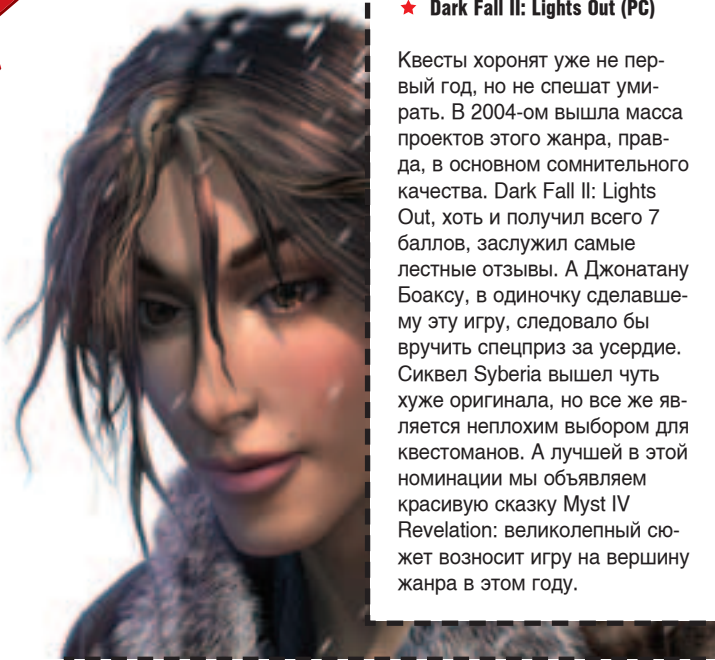 ★ Dark Fall II: Lights Out (PC)
Квесты хоронят уже не пер-
вый год, но не спешат уми-
рать. В 2004-ом вышла масса
проектов этого жанра, прав-
да, в основном сомнительного
качества. Dark Fall II: Lights
Out, хоть и получил всего 7
баллов, заслужил самые
лестные отзывы. А Джонатану
Боаксу, в одиночку сделавше-
му эту игру, следовало бы
вручить спецприз за усердие.
Сиквел Syberia вышел чуть
хуже оригинала, но все же яв-
ляется неплохим выбором для
квестоманов. А лучшей в этой
номинации мы объявляем
красивую сказку Myst IV
Revelation: великолепный сю-
жет возносит игру на вершину
жанра в этом году.